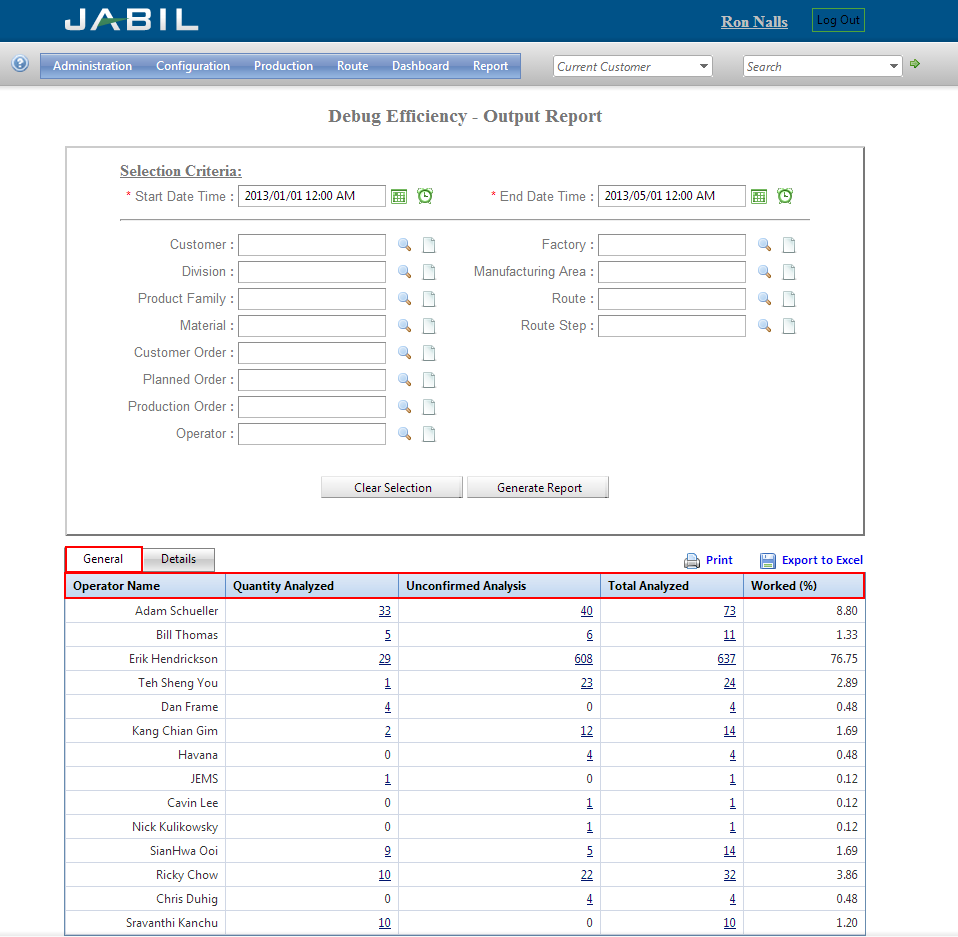 JABIL
Ron Nalls Log Out
? Administration Configuration Production Route Dashboard Report Current Customer Search
Debug Efficiency - Output Report
Selection Criteria:
* Start Date Time : 2013/01/01 12:00 AM * End Date Time : 2013/05/01 12:00 AM
Customer : Factory :
Division : Manufacturing Area :
Product Family : Route :
Material : Route Step :
Customer Order :
Planned Order :
Production Order :
Operator :
Clear Selection Generate Report
General Details Print Export to Excel
Operator Name Quantity Analyzed Unconfirmed Analysis Total Analyzed Worked (%)
Adam Schueller 33 40 73 8.80
Bill Thomas 5 6 11 1.33
Erik Hendrickson 29 608 637 76.75
Teh Sheng You 1 23 24 2.89
Dan Frame 4 0 4 0.48
Kang Chian Gim 2 12 14 1.69
Havana 0 4 4 0.48
JEMS 1 0 1 0.12
Cavin Lee 0 1 1 0.12
Nick Kulikowsky 0 1 1 0.12
SianHwa Ooi 9 5 14 1.69
Ricky Chow 10 22 32 3.86
Chris Duhig 0 4 4 0.48
Sravanthi Kanchu 10 0 10 1.20